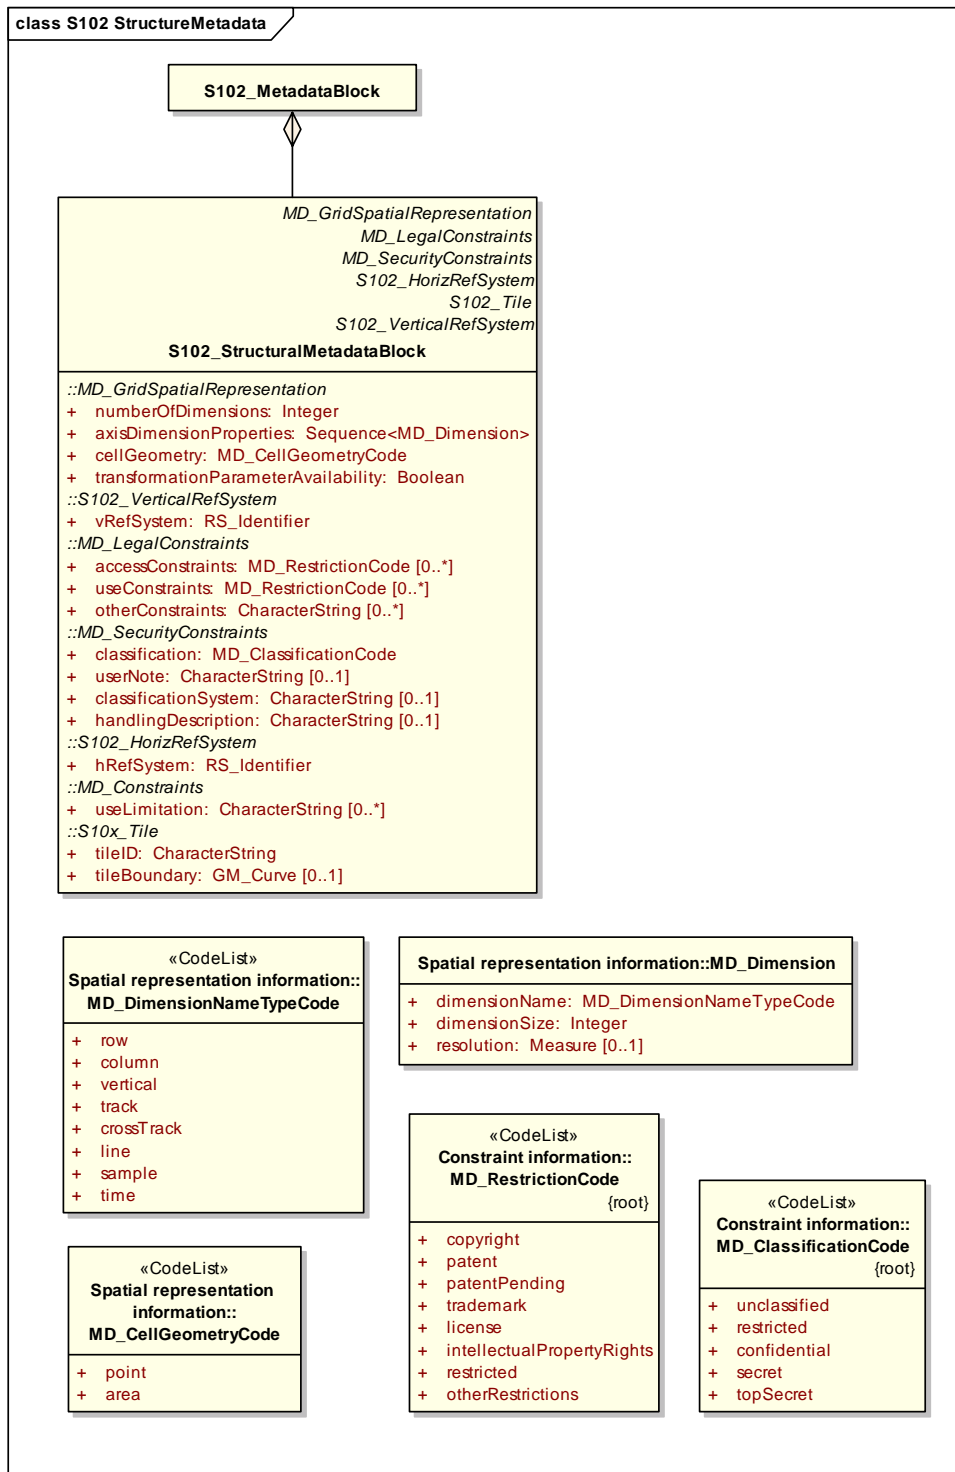 class S102 StructureMetadata
S102_MetadataBlock
MD_GridSpatialRepresentation
MD_LegalConstraints
MD_SecurityConstraints
S102_HorizRefSystem
S102_Tile
S102_VerticalRefSystem
S102_StructuralMetadataBlock
::MD_GridSpatialRepresentation
+ numberOfDimensions: Integer
+ axisDimensionProperties: Sequence<MD_Dimension>
+ cellGeometry: MD_CellGeometryCode
+ transformationParameterAvailability: Boolean
::S102_VerticalRefSystem
+ vRefSystem: RS_Identifier
::MD_LegalConstraints
+ accessConstraints: MD_RestrictionCode [0..*]
+ useConstraints: MD_RestrictionCode [0..*]
+ otherConstraints: CharacterString [0..*]
::MD_SecurityConstraints
+ classification: MD_ClassificationCode
+ userNote: CharacterString [0..1]
+ classificationSystem: CharacterString [0..1]
+ handlingDescription: CharacterString [0..1]
::S102_HorizRefSystem
+ hRefSystem: RS_Identifier
::MD_Constraints
+ useLimitation: CharacterString [0..*]
::S10x_Tile
+ tileID: CharacterString
+ tileBoundary: GM_Curve [0..1]
«CodeList»
Spatial representation information::
MD_DimensionNameTypeCode
+ row
+ column
+ vertical
+ track
+ crossTrack
+ line
+ sample
+ time
Spatial representation information::MD_Dimension
+ dimensionName: MD_DimensionNameTypeCode
+ dimensionSize: Integer
+ resolution: Measure [0..1]
«CodeList»
Constraint information::
MD_RestrictionCode
{root}
+ copyright
+ patent
+ patentPending
+ trademark
+ license
+ intellectualPropertyRights
+ restricted
+ otherRestrictions
«CodeList»
Constraint information::
MD_ClassificationCode
{root}
+ unclassified
+ restricted
+ confidential
+ secret
+ topSecret
«CodeList»
Spatial representation
information::
MD_CellGeometryCode
+ point
+ area